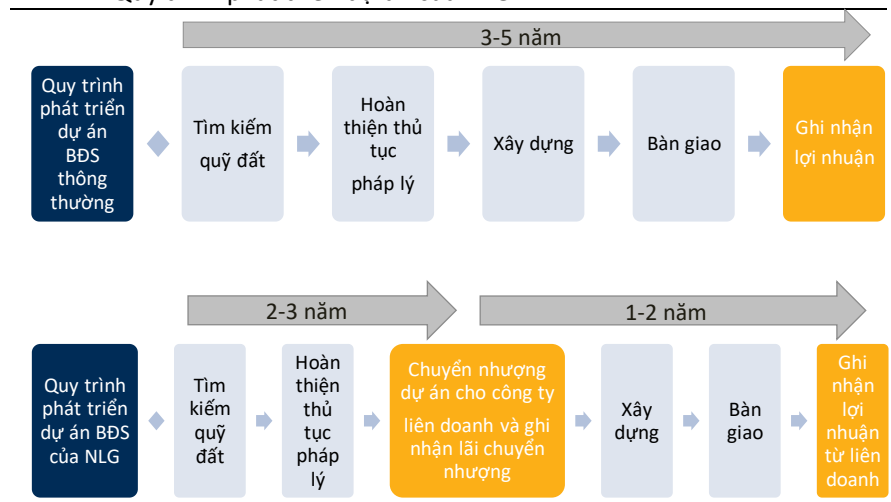 3-5 năm
Quy trình
phát triển
dự án
BĐS
thông
thường
Tìm kiếm
quỹ đất
Hoàn
thiện thủ
tục
pháp lý
Xây dựng
Bàn giao
Ghi nhận
lợi nhuận
2-3 năm
1-2 năm
Quy trình
phát triển
dự án BĐS
của NLG
Tìm
kiếm
quỹ
đất
Hoàn
thiện
thủ
tục
pháp
lý
Chuyển nhượng
dự án cho công ty
liên doanh và ghi
nhận lãi chuyển
nhượng
Xây
dựng
Bàn
giao
Ghi
nhận
lợi
nhuận
từ liên
doanh